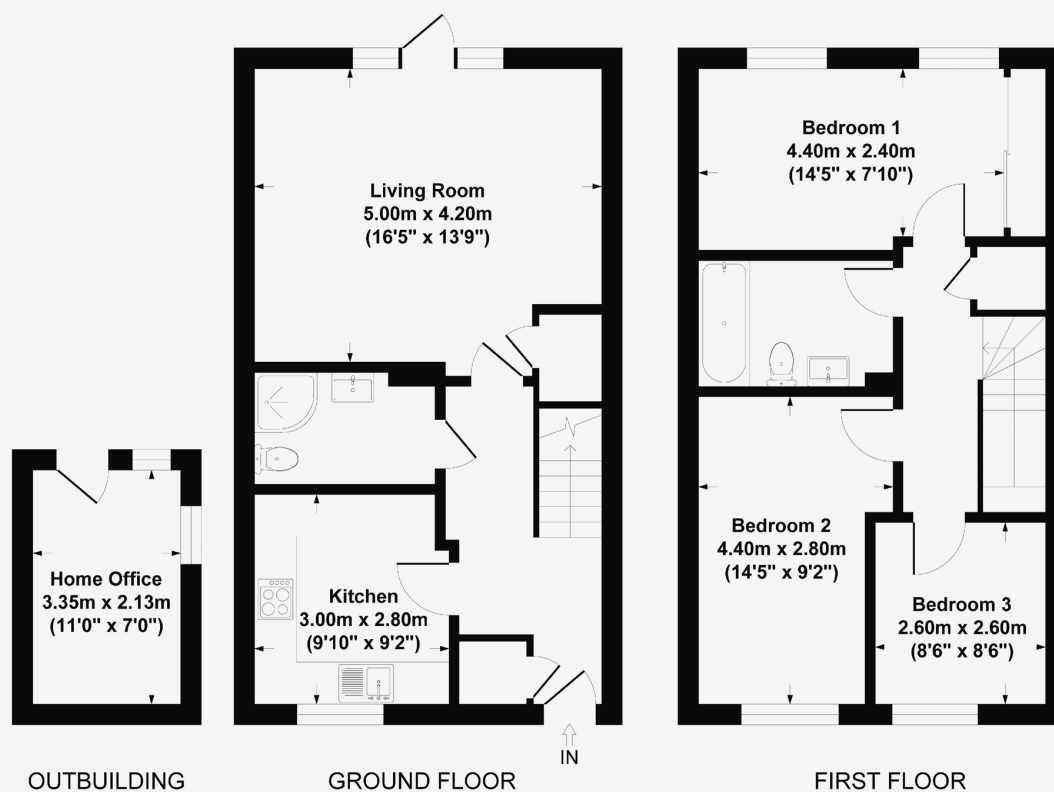 Living Room
5.00m x 4.20m
(16'5" x 13'9")
Bedroom 1
4.40m x 2.40m
(14'5" x 7'10")
Home Office
3.35m x 2.13m
(11'0" x 7'0")
Kitchen
3.00m x 2.80m
(9'10" x 9'2")
Bedroom 2
4.40m x 2.80m
(14'5" x 9'2")
Bedroom 3
2.60m x 2.60m
(8'6" x 8'6")
IN
OUTBUILDING
GROUND FLOOR
FIRST FLOOR